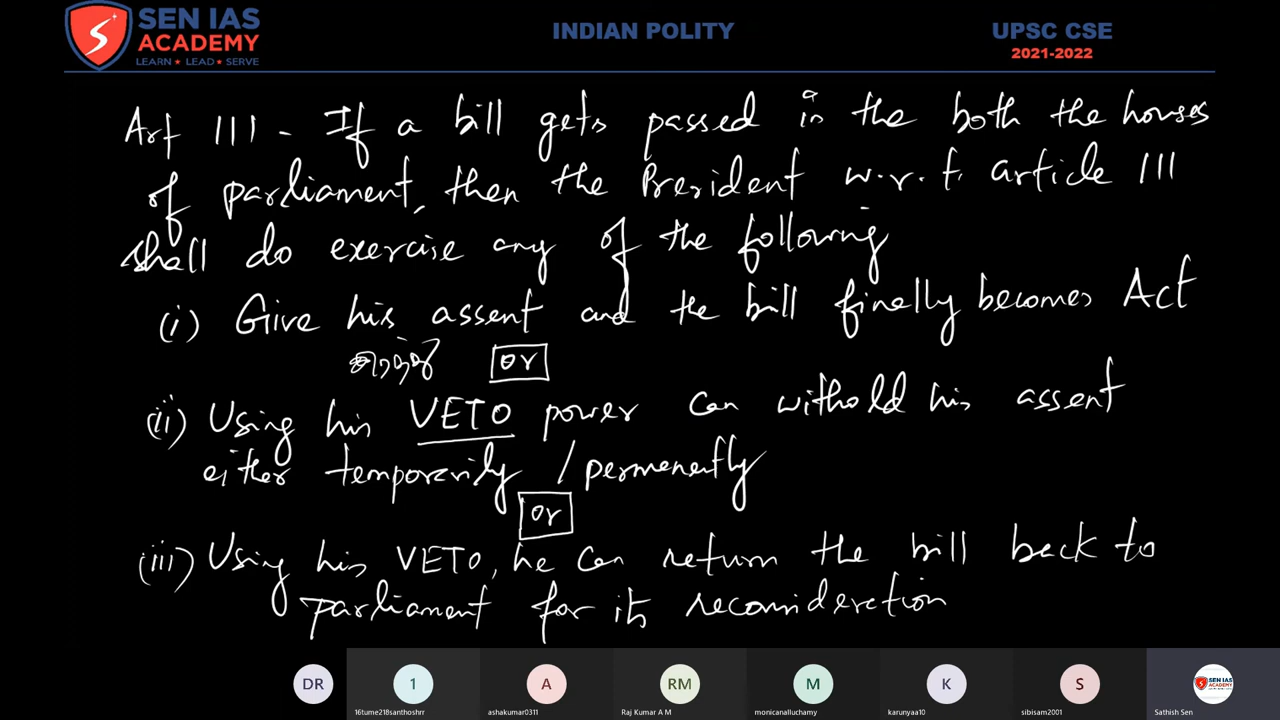 SEN IAS
ACADEMY
LEARN ★ LEAD ★ SERVE
INDIAN POLITY
UPSC CSE
2021-2022
Art 111 - If a bill gets passed in the both the houses
of parliament, then the President w.r.t. article 111
shall do exercise any of the following
(i) Give his assent and the bill finally becomes Act
or
(ii) Using his VETO power can withold his assent
either temporarily / permenently
or
(iii) Using his VETO, he can return the bill back to
parliament for its reconsideration
DR
1
A
RM
M
K
S
SEN IAS
ACADEMY
16tume218santhoshrr
ashakumar0311
Raj Kumar A M
monicanalluchamy
karunyaa10
sibisam2001
Sathish Sen